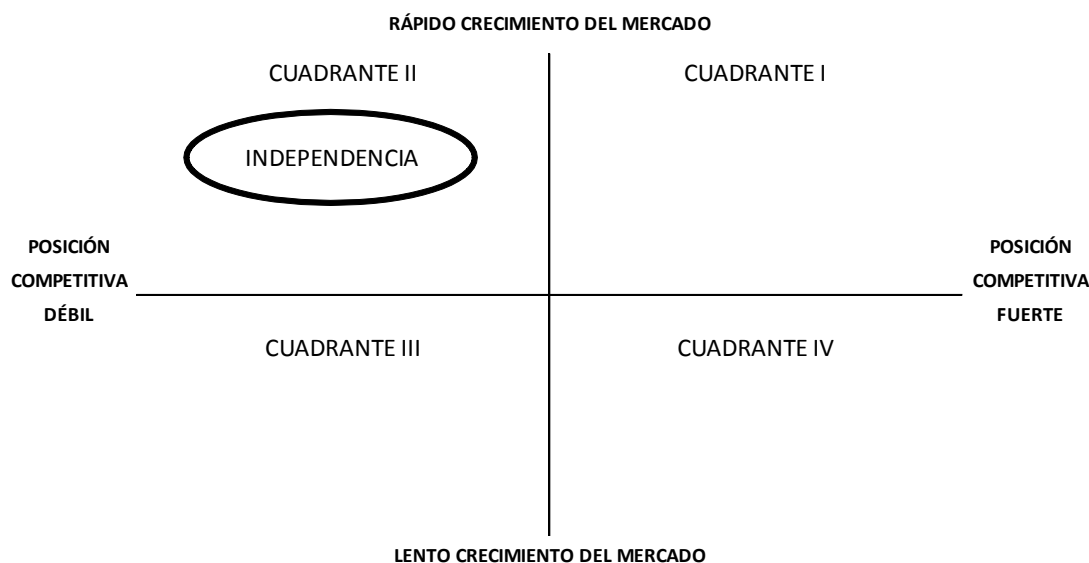 RÁPIDO CRECIMIENTO DEL MERCADO
CUADRANTE II
CUADRANTE I
INDEPENDENCIA
POSICIÓN
COMPETITIVA
DÉBIL
POSICIÓN
COMPETITIVA
FUERTE
CUADRANTE III
CUADRANTE IV
LENTO CRECIMIENTO DEL MERCADO